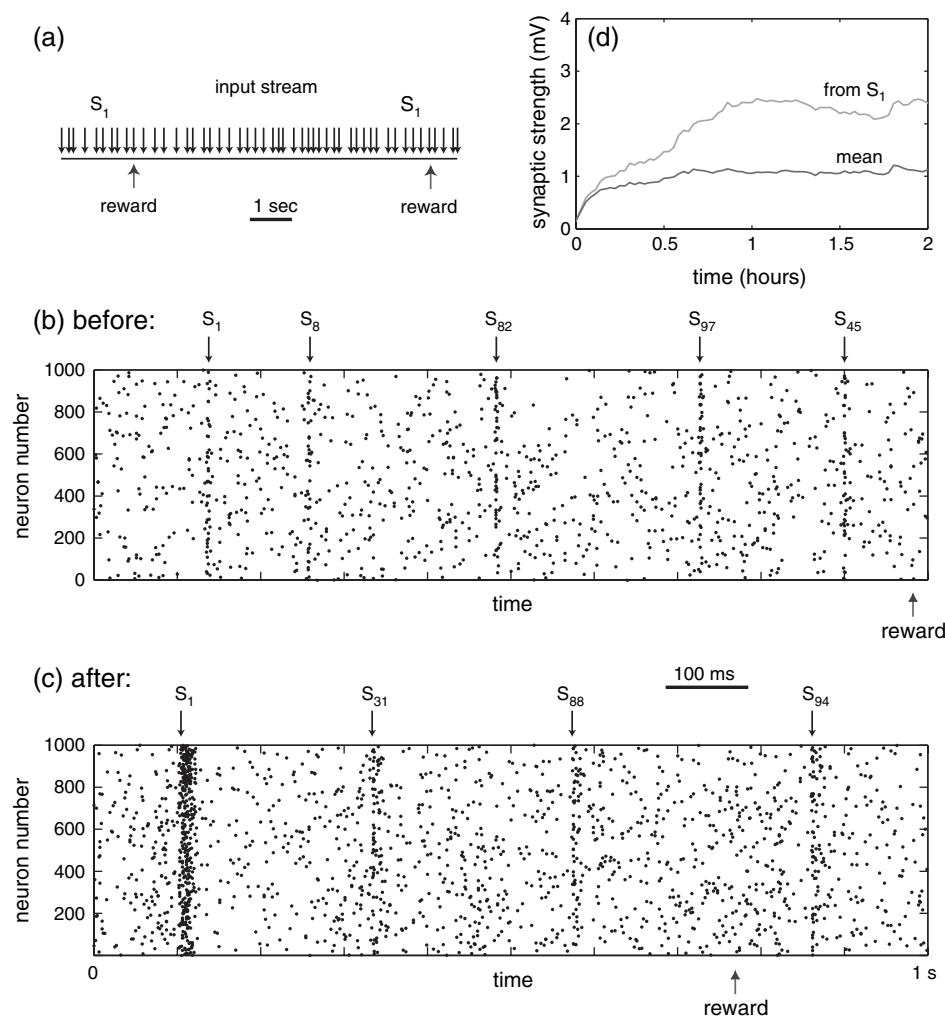 (a)
input stream
S1 S1
reward reward
1 sec
(d)
synaptic strength (mV)
4
3
2
1
0
from S1
mean
0 0.5 1 1.5 2
time (hours)
(b) before:
S1 S8 S82 S97 S45
neuron number
1000
800
600
400
200
0
time
reward
(c) after:
100 ms
S1 S31 S88 S94
neuron number
1000
800
600
400
200
0 time 1 s
reward